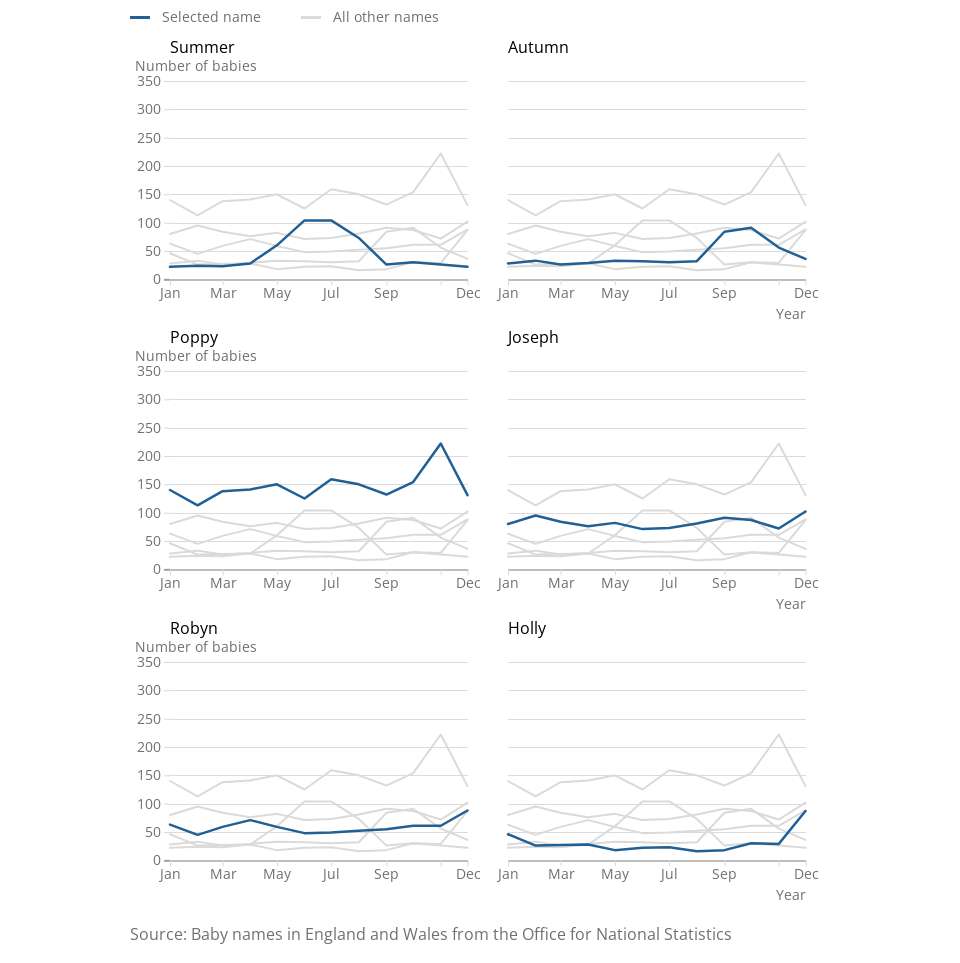 Selected name All other names
Summer Autumn
Number of babies
350
300
250
200
150
100
50
0
Jan Mar May Jul Sep Dec Jan Mar May Jul Sep Dec
Year
Poppy Joseph
Number of babies
350
300
250
200
150
100
50
0
Jan Mar May Jul Sep Dec Jan Mar May Jul Sep Dec
Year
Robyn Holly
Number of babies
350
300
250
200
150
100
50
0
Jan Mar May Jul Sep Dec Jan Mar May Jul Sep Dec
Year
Source: Baby names in England and Wales from the Office for National Statistics